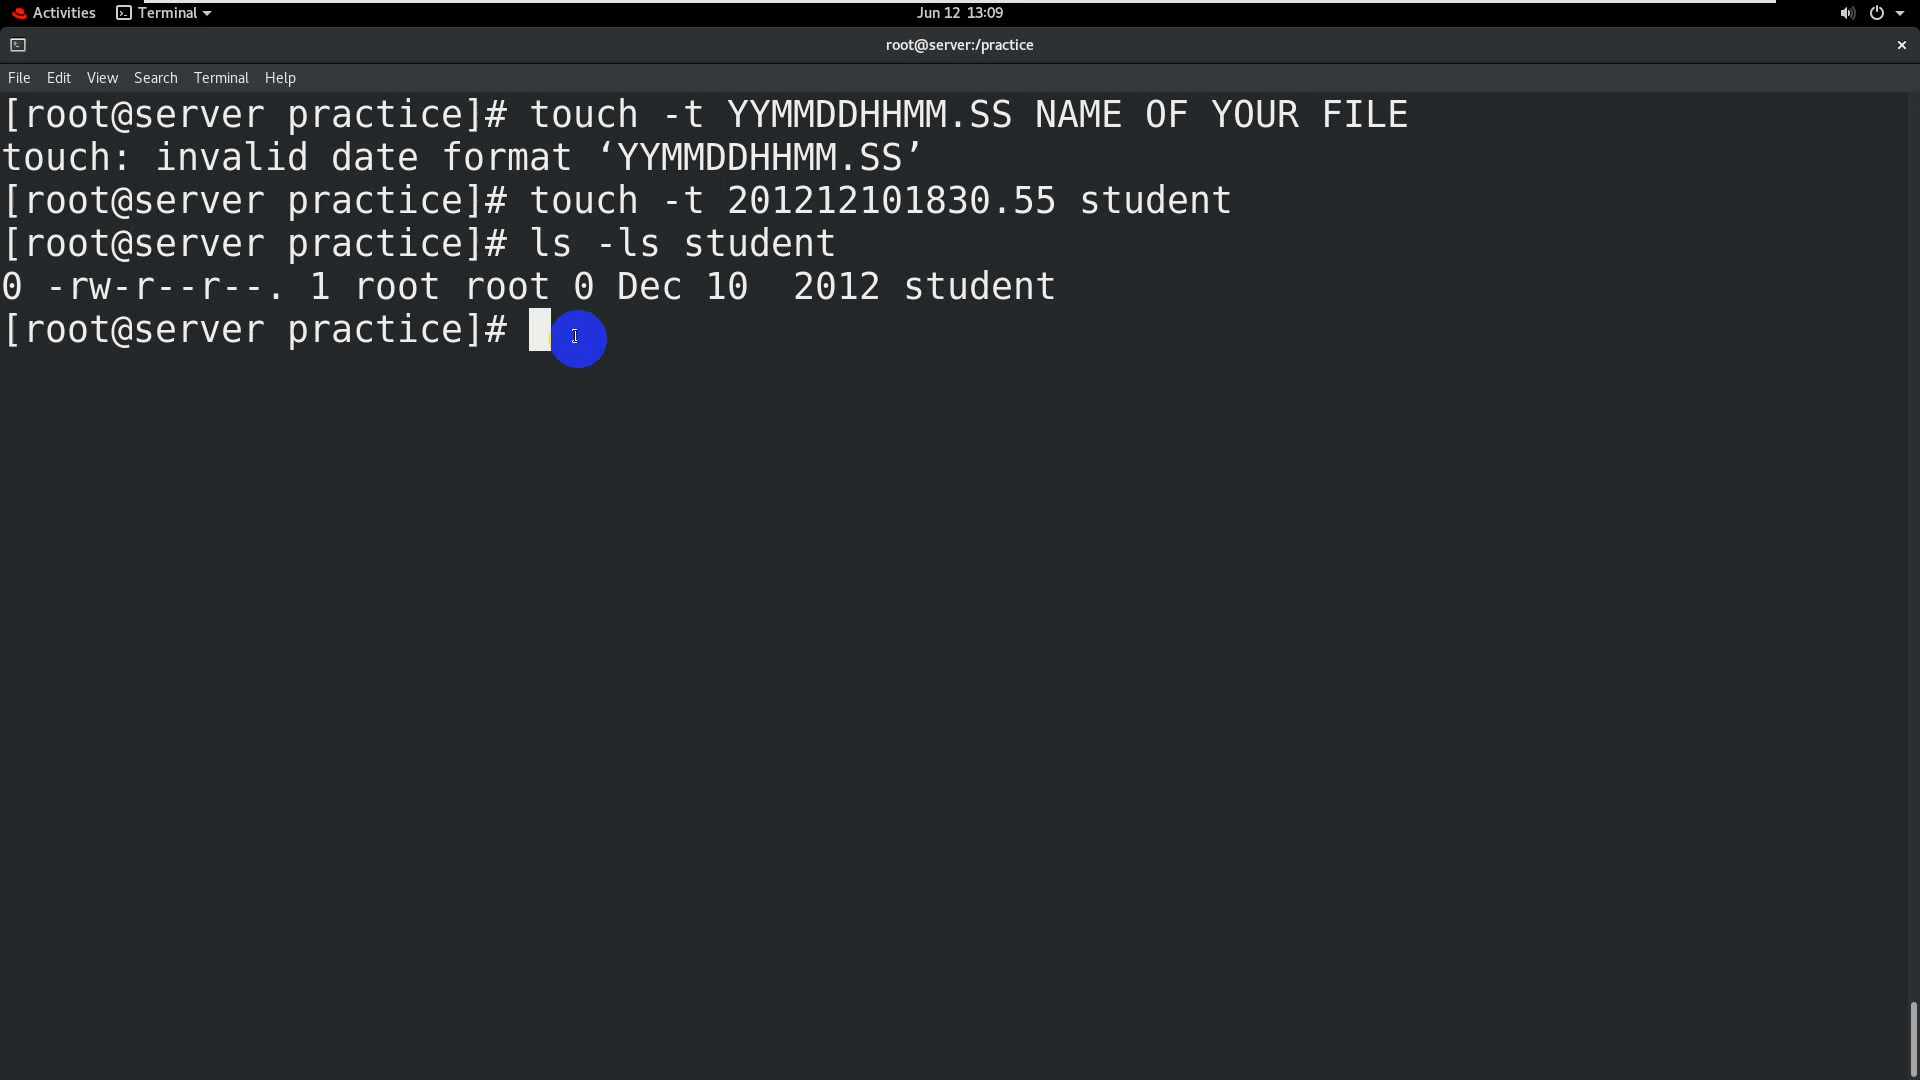 Activities Terminal Jun 12 13:09
root@server:/practice
File Edit View Search Terminal Help
[root@server practice]# touch -t YYMMDDHHMM.SS NAME OF YOUR FILE
touch: invalid date format ‘YYMMDDHHMM.SS’
[root@server practice]# touch -t 201212101830.55 student
[root@server practice]# ls -ls student
0 -rw-r--r--. 1 root root 0 Dec 10  2012 student
[root@server practice]#